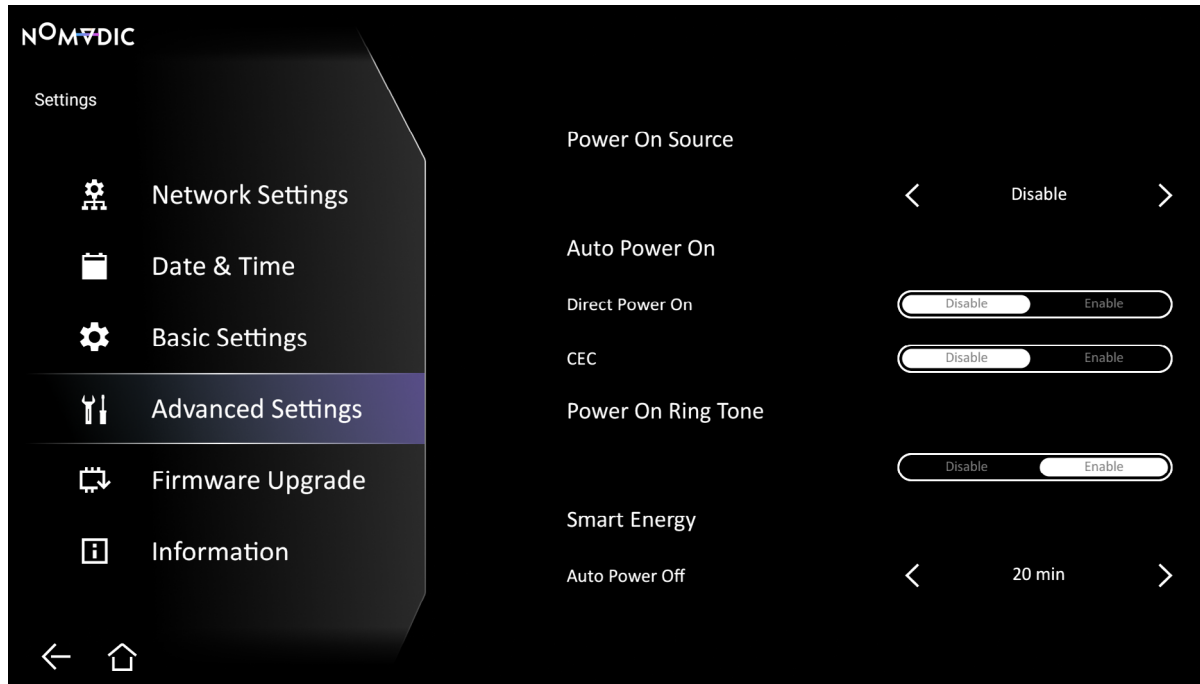 NOMADIC
Settings
Network Settings
Date & Time
Basic Settings
Advanced Settings
Firmware Upgrade
Information
Power On Source
Disable
Auto Power On
Direct Power On
Disable Enable
CEC
Disable Enable
Power On Ring Tone
Disable Enable
Smart Energy
Auto Power Off
20 min